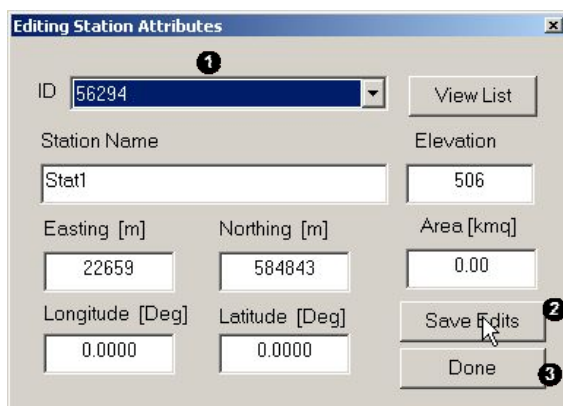 Editing Station Attributes
1
ID 56294 View List
Station Name Elevation
Stat1 506
Easting [m] Northing [m] Area [kmq]
22659 584843 0.00
Longitude [Deg] Latitude [Deg] Save Edits 2
0.0000 0.0000
Done 3